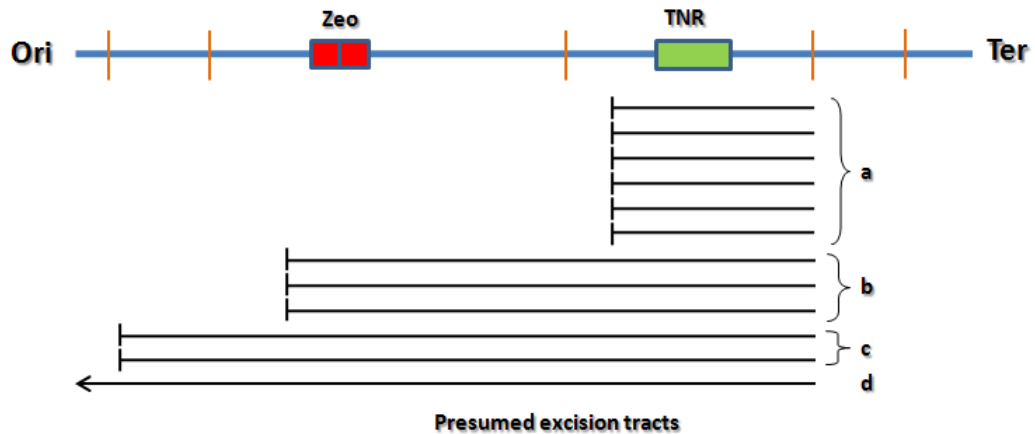 Zeo
TNR
Ori
Ter
a
b
c
d
Presumed excision tracts